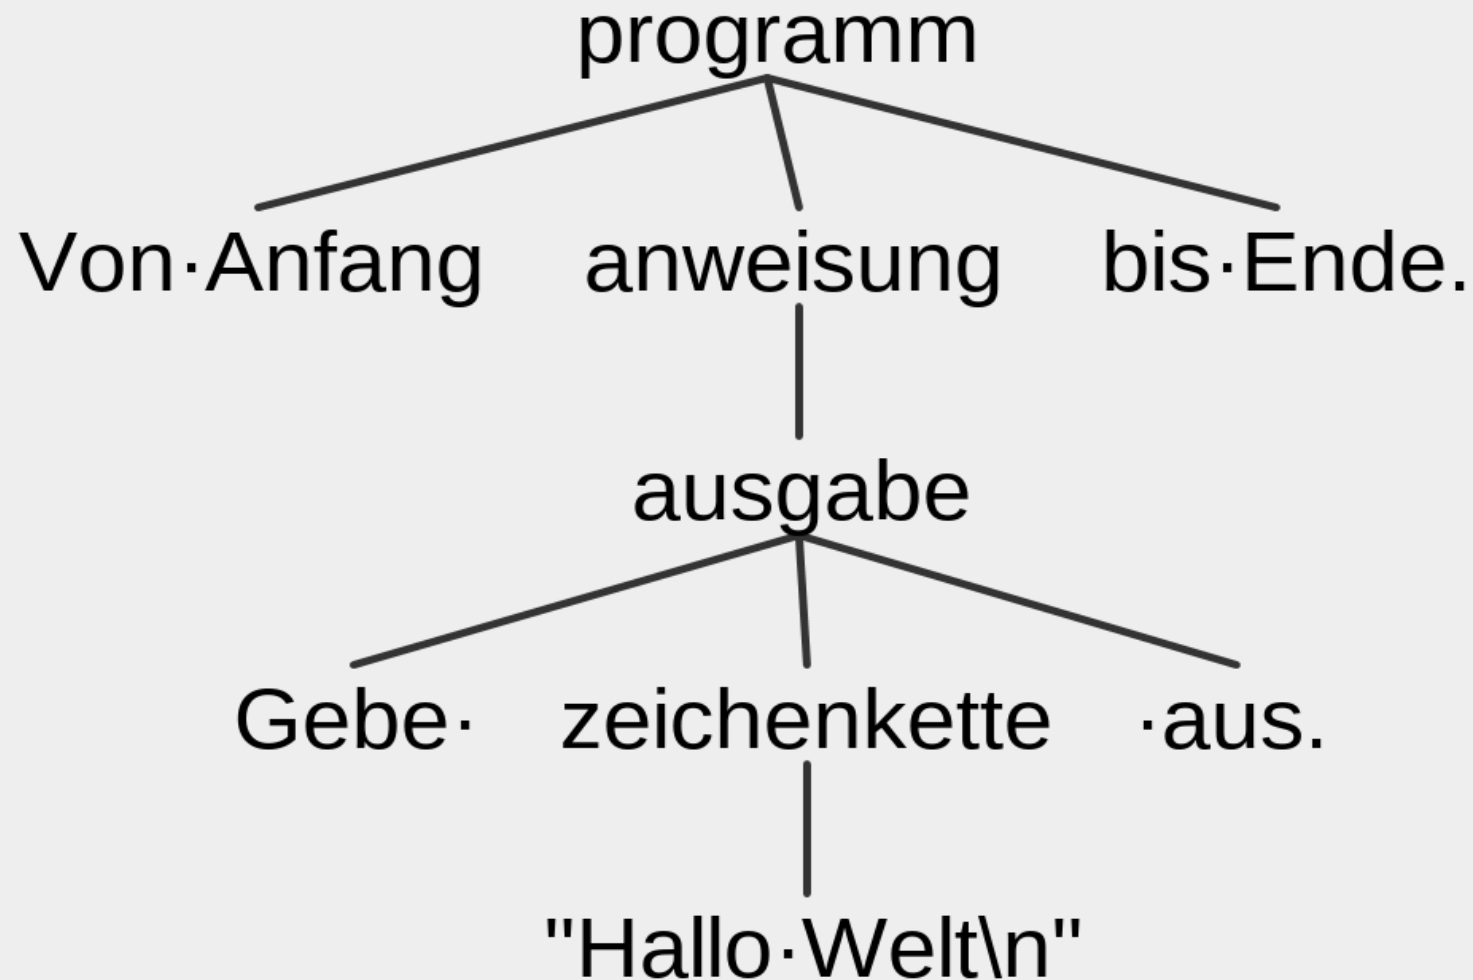 programm
Von·Anfang anweisung bis·Ende.
ausgabe
Gebe· zeichenkette ·aus.
"Hallo·Welt\n"